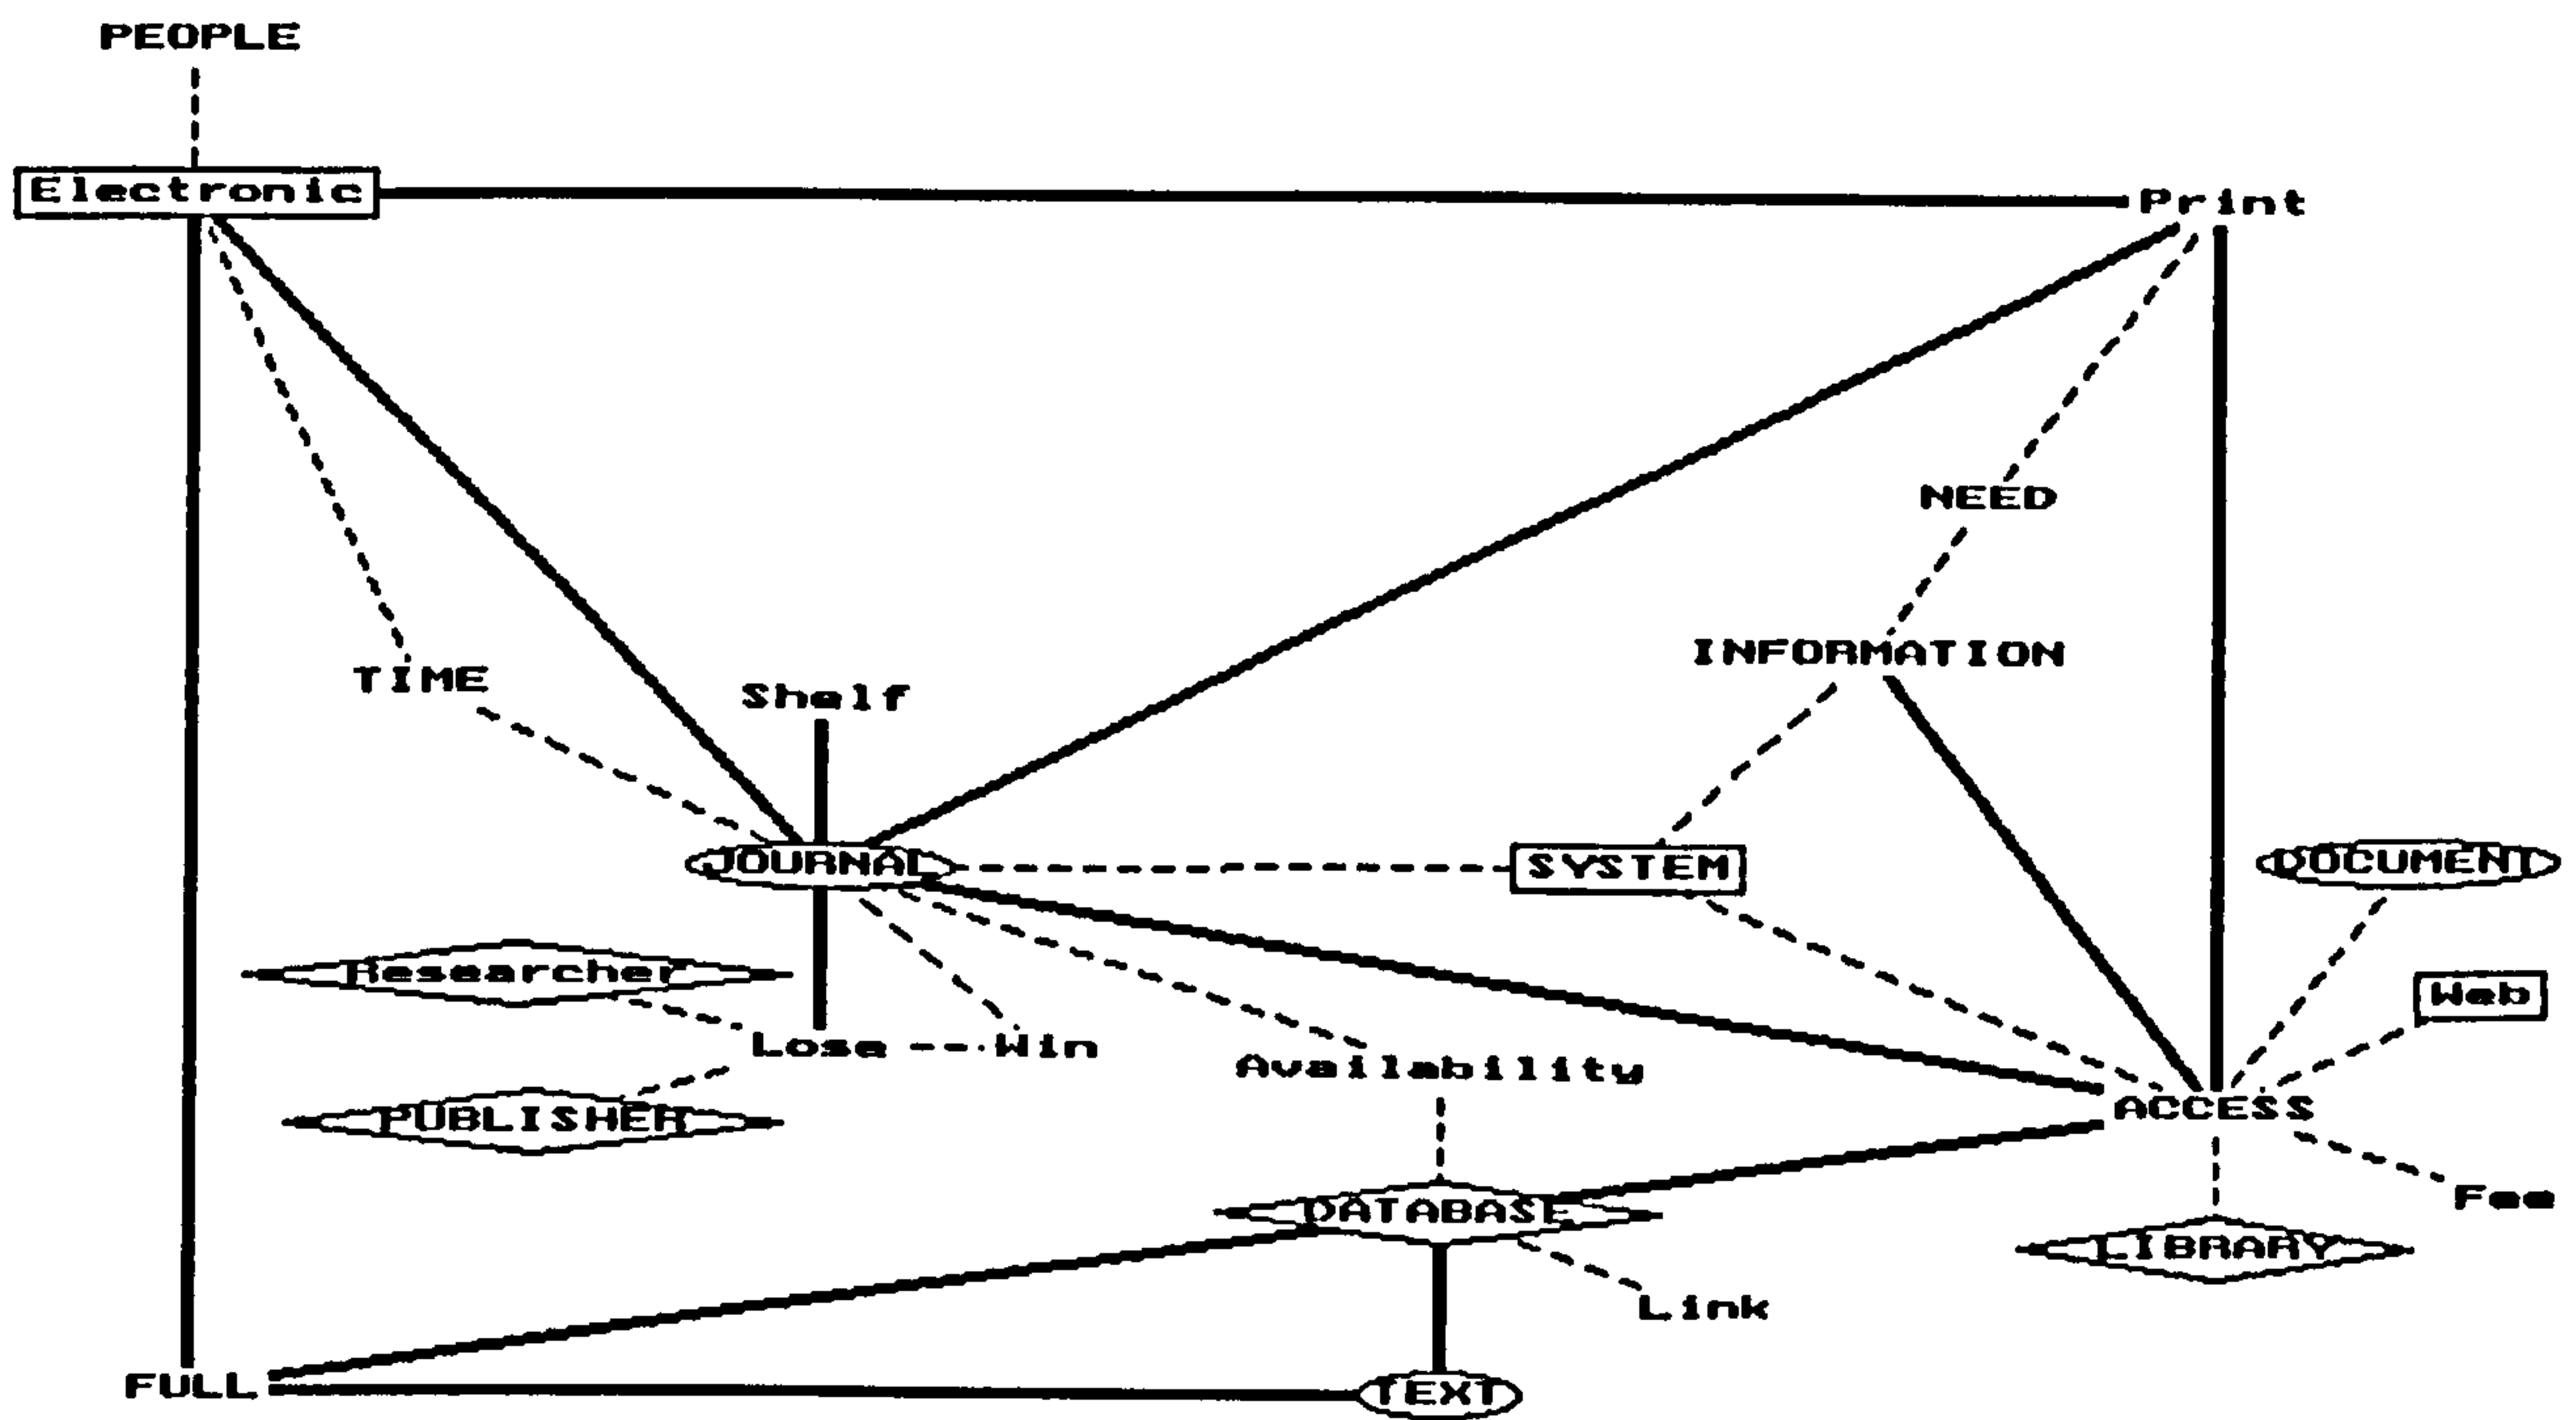 PEOPLE
Electronic
Print
NEED
INFORMATION
TIME
Shelf
JOURNAL
SYSTEM
DOCUMENT
Researcher
Web
Lose
Win
Availability
PUBLISHER
ACCESS
Fee
DATABASE
LIBRARY
Link
FULL
TEXT